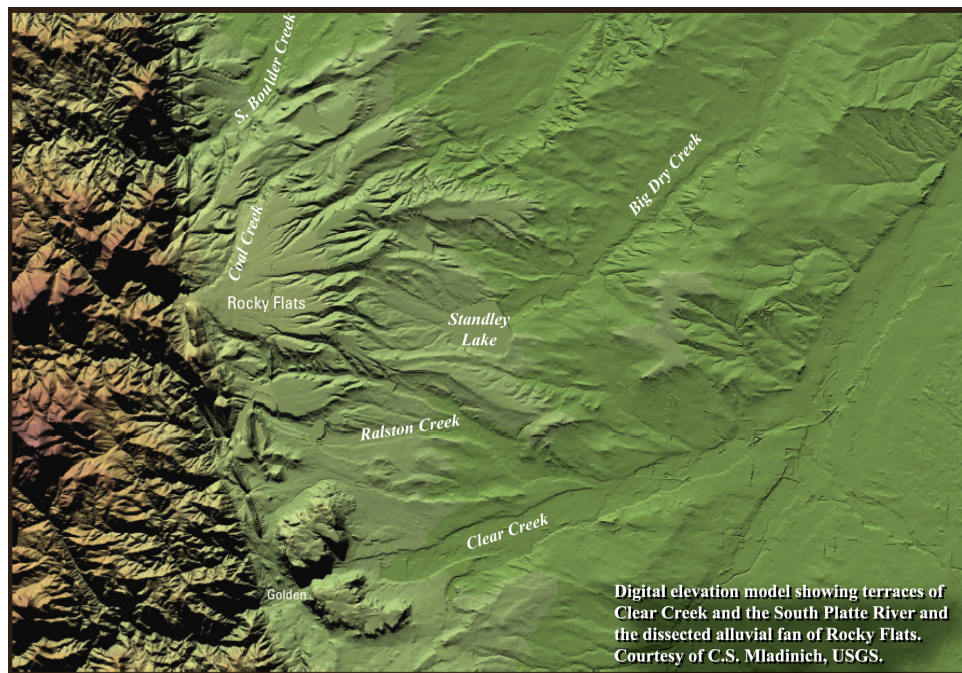 S. Boulder Creek
Big Dry Creek
Coal Creek
Rocky Flats
Standley
Lake
Ralston Creek
Clear Creek
Golden
Digital elevation model showing terraces of
Clear Creek and the South Platte River and
the dissected alluvial fan of Rocky Flats.
Courtesy of C.S. Mladinich, USGS.